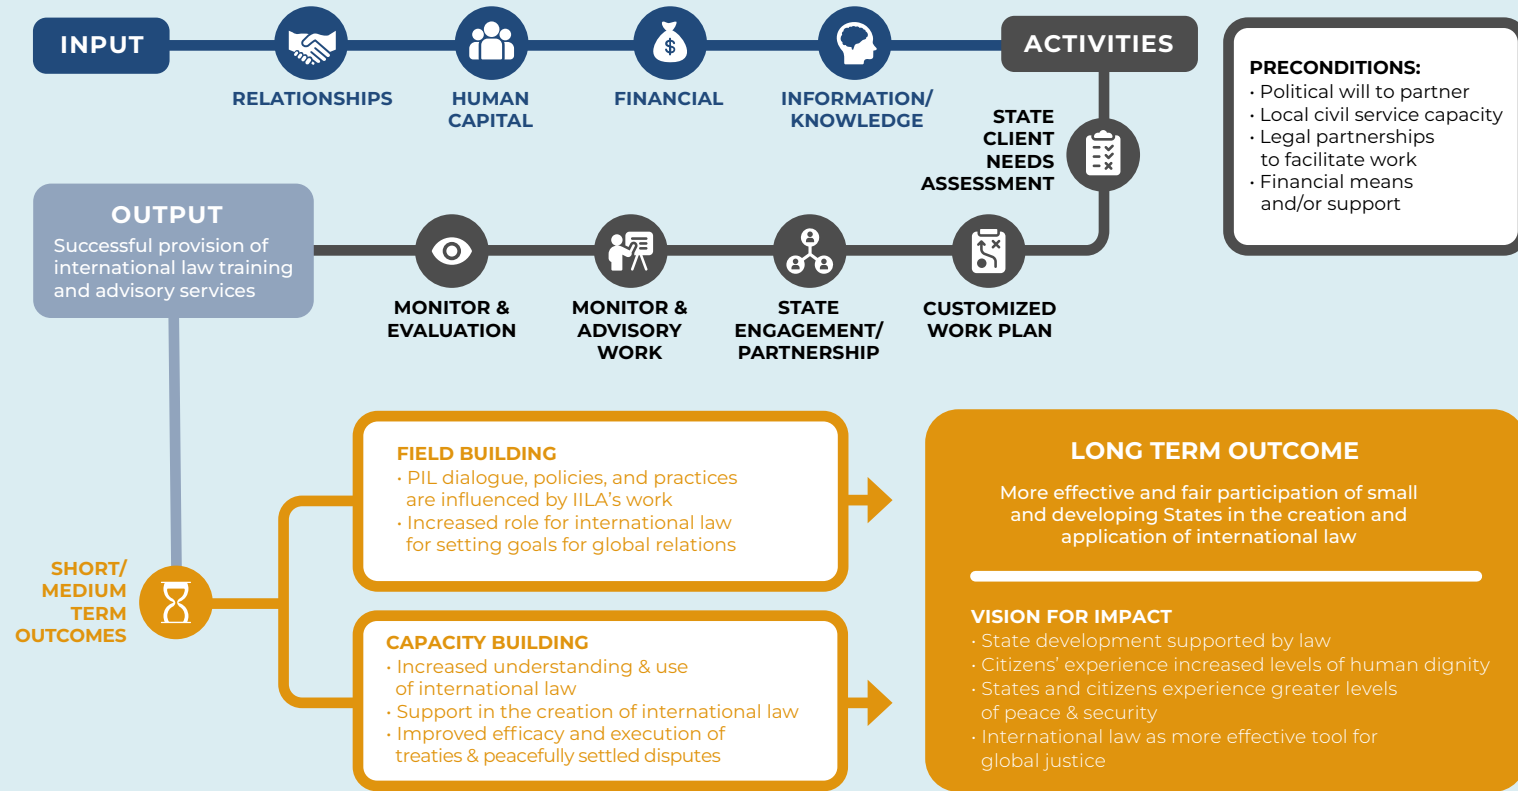 INPUT
RELATIONSHIPS
HUMAN
CAPITAL
$
FINANCIAL
INFORMATION/
KNOWLEDGE
ACTIVITIES
STATE
CLIENT
NEEDS
ASSESSMENT
PRECONDITIONS:
· Political will to partner
· Local civil service capacity
· Legal partnerships
to facilitate work
· Financial means
and/or support
CUSTOMIZED
WORK PLAN
STATE
ENGAGEMENT/
PARTNERSHIP
MONITOR &
ADVISORY
WORK
MONITOR &
EVALUATION
OUTPUT
Successful provision of
international law training
and advisory services
SHORT/
MEDIUM
TERM
OUTCOMES
FIELD BUILDING
· PIL dialogue, policies, and practices
are influenced by IILA’s work
· Increased role for international law
for setting goals for global relations
CAPACITY BUILDING
· Increased understanding & use
of international law
· Support in the creation of international law
· Improved efficacy and execution of
treaties & peacefully settled disputes
LONG TERM OUTCOME
More effective and fair participation of small
and developing States in the creation and
application of international law
VISION FOR IMPACT
· State development supported by law
· Citizens’ experience increased levels of human dignity
· States and citizens experience greater levels
of peace & security
· International law as more effective tool for
global justice